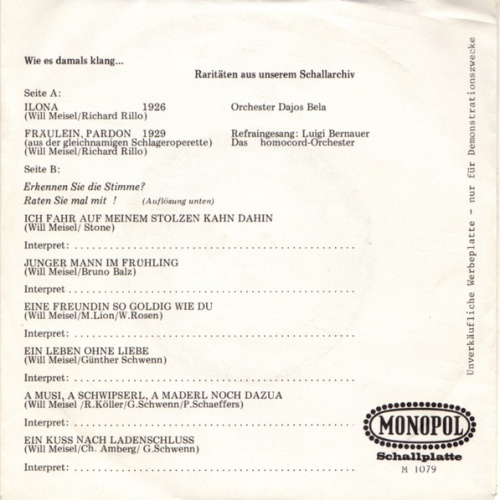 Wie es damals klang...
Raritäten aus unserem Schallarchiv
Seite A:
ILONA 1926 Orchester Dajos Bela
(Will Meisel/Richard Rillo)
FRÄULEIN, PARDON 1929 Refraingesang: Luigi Bernauer
(aus der gleichnamigen Schlageroperette) Das homocord-Orchester
(Will Meisel/Richard Rillo)
Seite B:
Erkennen Sie die Stimme?
Raten Sie mal mit ! (Auflösung unten)
ICH FAHR AUF MEINEM STOLZEN KAHN DAHIN
(Will Meisel/ Stone)
Interpret: ................................................
JUNGER MANN IM FRÜHLING
(Will Meisel/Bruno Balz)
Interpret ................................................
EINE FREUNDIN SO GOLDIG WIE DU
(Will Meisel/M.Lion/W.Rosen)
Interpret: ................................................
EIN LEBEN OHNE LIEBE
(Will Meisel/Günther Schwenn)
Interpret: ................................................
A MUSI, A SCHWIPSERL, A MADERL NOCH DAZUA
(Will Meisel /R.Köller/G.Schwenn/P.Schaeffers)
Interpret: ................................................
EIN KUSS NACH LADENSCHLUSS
(Will Meisel/Ch. Amberg/ G.Schwenn)
Interpret: ................................................
MONOPOL
Schallplatte
M 1079
Unverkäufliche Werbeplatte - nur für Demonstrationszwecke